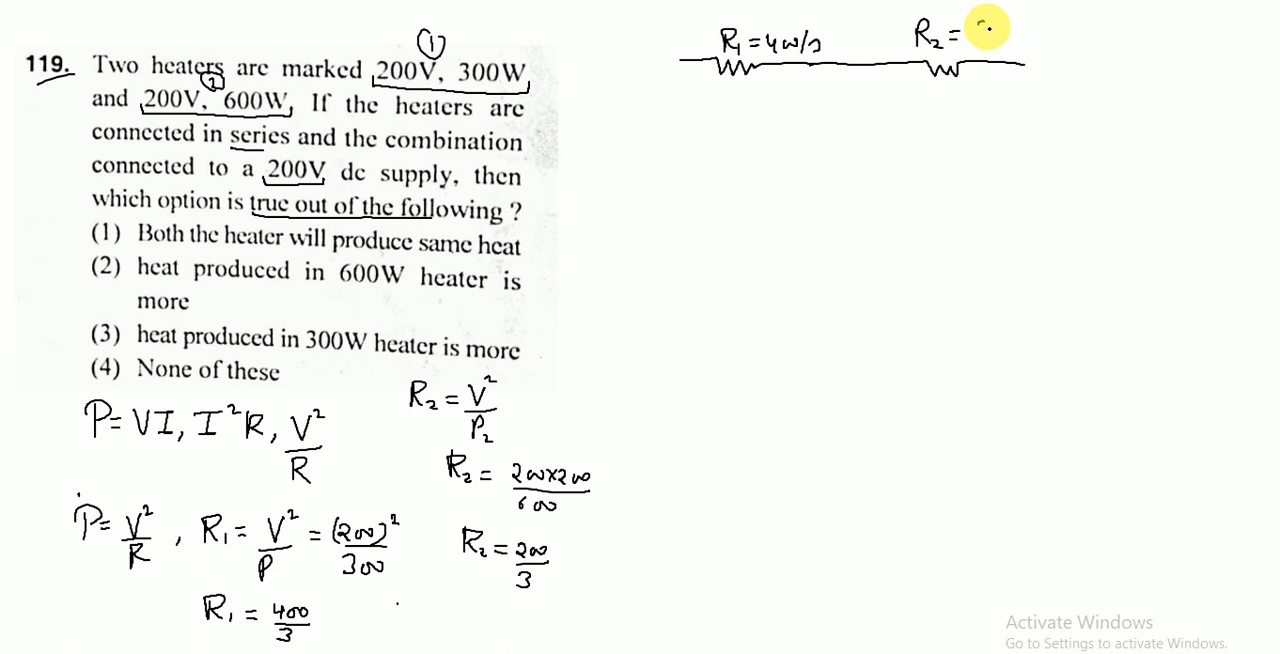 ①
119. Two heaters are marked 200V, 300W
②
and 200V, 600W, If the heaters are
connected in series and the combination
connected to a 200V dc supply, then
which option is true out of the following ?
(1) Both the heater will produce same heat
(2) heat produced in 600W heater is
more
(3) heat produced in 300W heater is more
(4) None of these
P= VI, I²R, V²/R
P= V²/R , R₁= V²/P = (200)²/300
R₁ = 400/3
R₂ = V²/P₂
R₂ = 200x200/600
R₂ = 200/3
R₁ = 400/3
R₂ =
Activate Windows
Go to Settings to activate Windows.